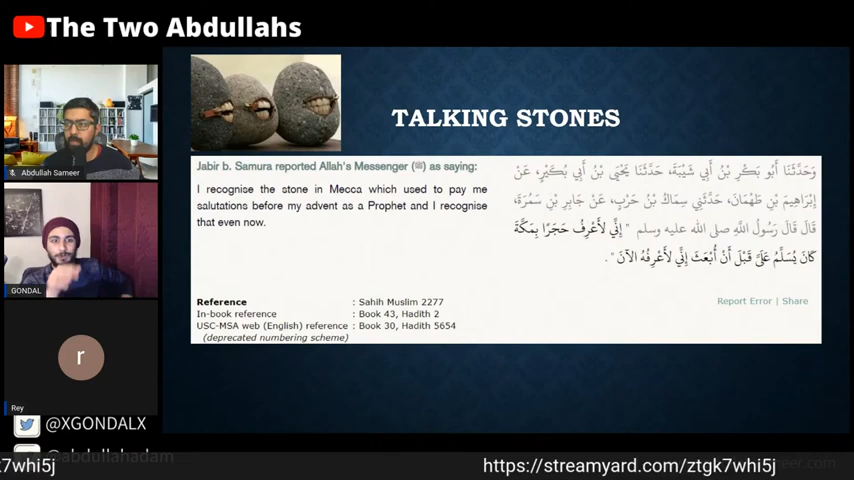 The Two Abdullahs
TALKING STONES
Abdullah Sameer
Jabir b. Samura reported Allah's Messenger (ﷺ) as saying:
I recognise the stone in Mecca which used to pay me
salutations before my advent as a Prophet and I recognise
that even now.
وَحَدَّثَنَا أَبُو بَكْرِ بْنُ أَبِي شَيْبَةَ، حَدَّثَنَا يَحْيَى بْنُ أَبِي بُكَيْرٍ، عَنْ
إِبْرَاهِيمَ بْنِ طَهْمَانَ، حَدَّثَنِي سِمَاكُ بْنُ حَرْبٍ، عَنْ جَابِرِ بْنِ سَمُرَةَ،
قَالَ قَالَ رَسُولُ اللَّهِ صلى الله عليه وسلم " إِنِّي لأَعْرِفُ حَجَرًا بِمَكَّةَ
كَانَ يُسَلِّمُ عَلَىَّ قَبْلَ أَنْ أُبْعَثَ إِنِّي لأَعْرِفُهُ الآنَ " .
GONDAL
Reference : Sahih Muslim 2277
In-book reference : Book 43, Hadith 2
USC-MSA web (English) reference : Book 30, Hadith 5654
(deprecated numbering scheme)
Report Error | Share
r
Rey
@XGONDALX
@abdullahadam
k7whi5j
https://streamyard.com/ztgk7whi5j
eer.com